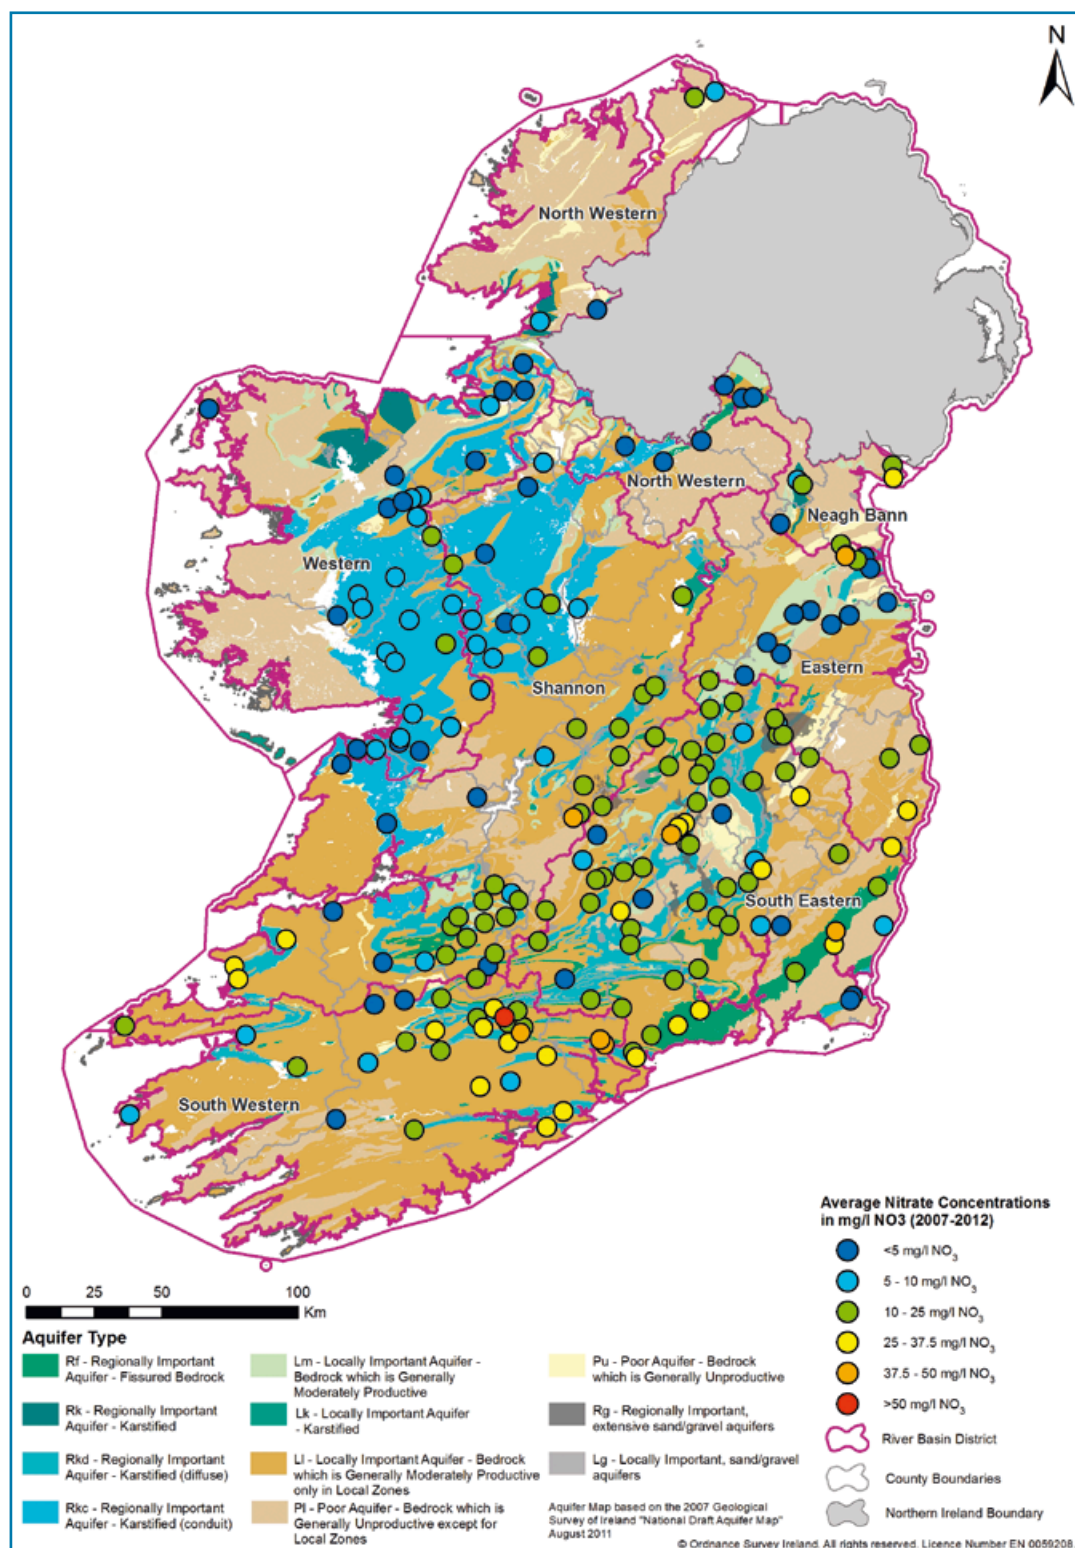 N
North Western
North Western
Neagh Bann
Western
Eastern
Shannon
South Eastern
South Western
Average Nitrate Concentrations
in mg/l NO3 (2007-2012)
<5 mg/l NO3
5 - 10 mg/l NO3
10 - 25 mg/l NO3
25 - 37.5 mg/l NO3
37.5 - 50 mg/l NO3
>50 mg/l NO3
River Basin District
County Boundaries
Northern Ireland Boundary
0 25 50 100
Km
Aquifer Type
Rf - Regionally Important
Aquifer - Fissured Bedrock
Rk - Regionally Important
Aquifer - Karstified
Rkd - Regionally Important
Aquifer - Karstified (diffuse)
Rkc - Regionally Important
Aquifer - Karstified (conduit)
Lm - Locally Important Aquifer -
Bedrock which is Generally
Moderately Productive
Lk - Locally Important Aquifer
- Karstified
Ll - Locally Important Aquifer - Bedrock
which is Generally Moderately Productive
only in Local Zones
Pl - Poor Aquifer - Bedrock which is
Generally Unproductive except for
Local Zones
Pu - Poor Aquifer - Bedrock
which is Generally Unproductive
Rg - Regionally Important,
extensive sand/gravel aquifers
Lg - Locally Important, sand/gravel
aquifers
Aquifer Map based on the 2007 Geological
Survey of Ireland "National Draft Aquifer Map"
August 2011
© Ordnance Survey Ireland. All rights reserved. Licence Number EN 0059208.